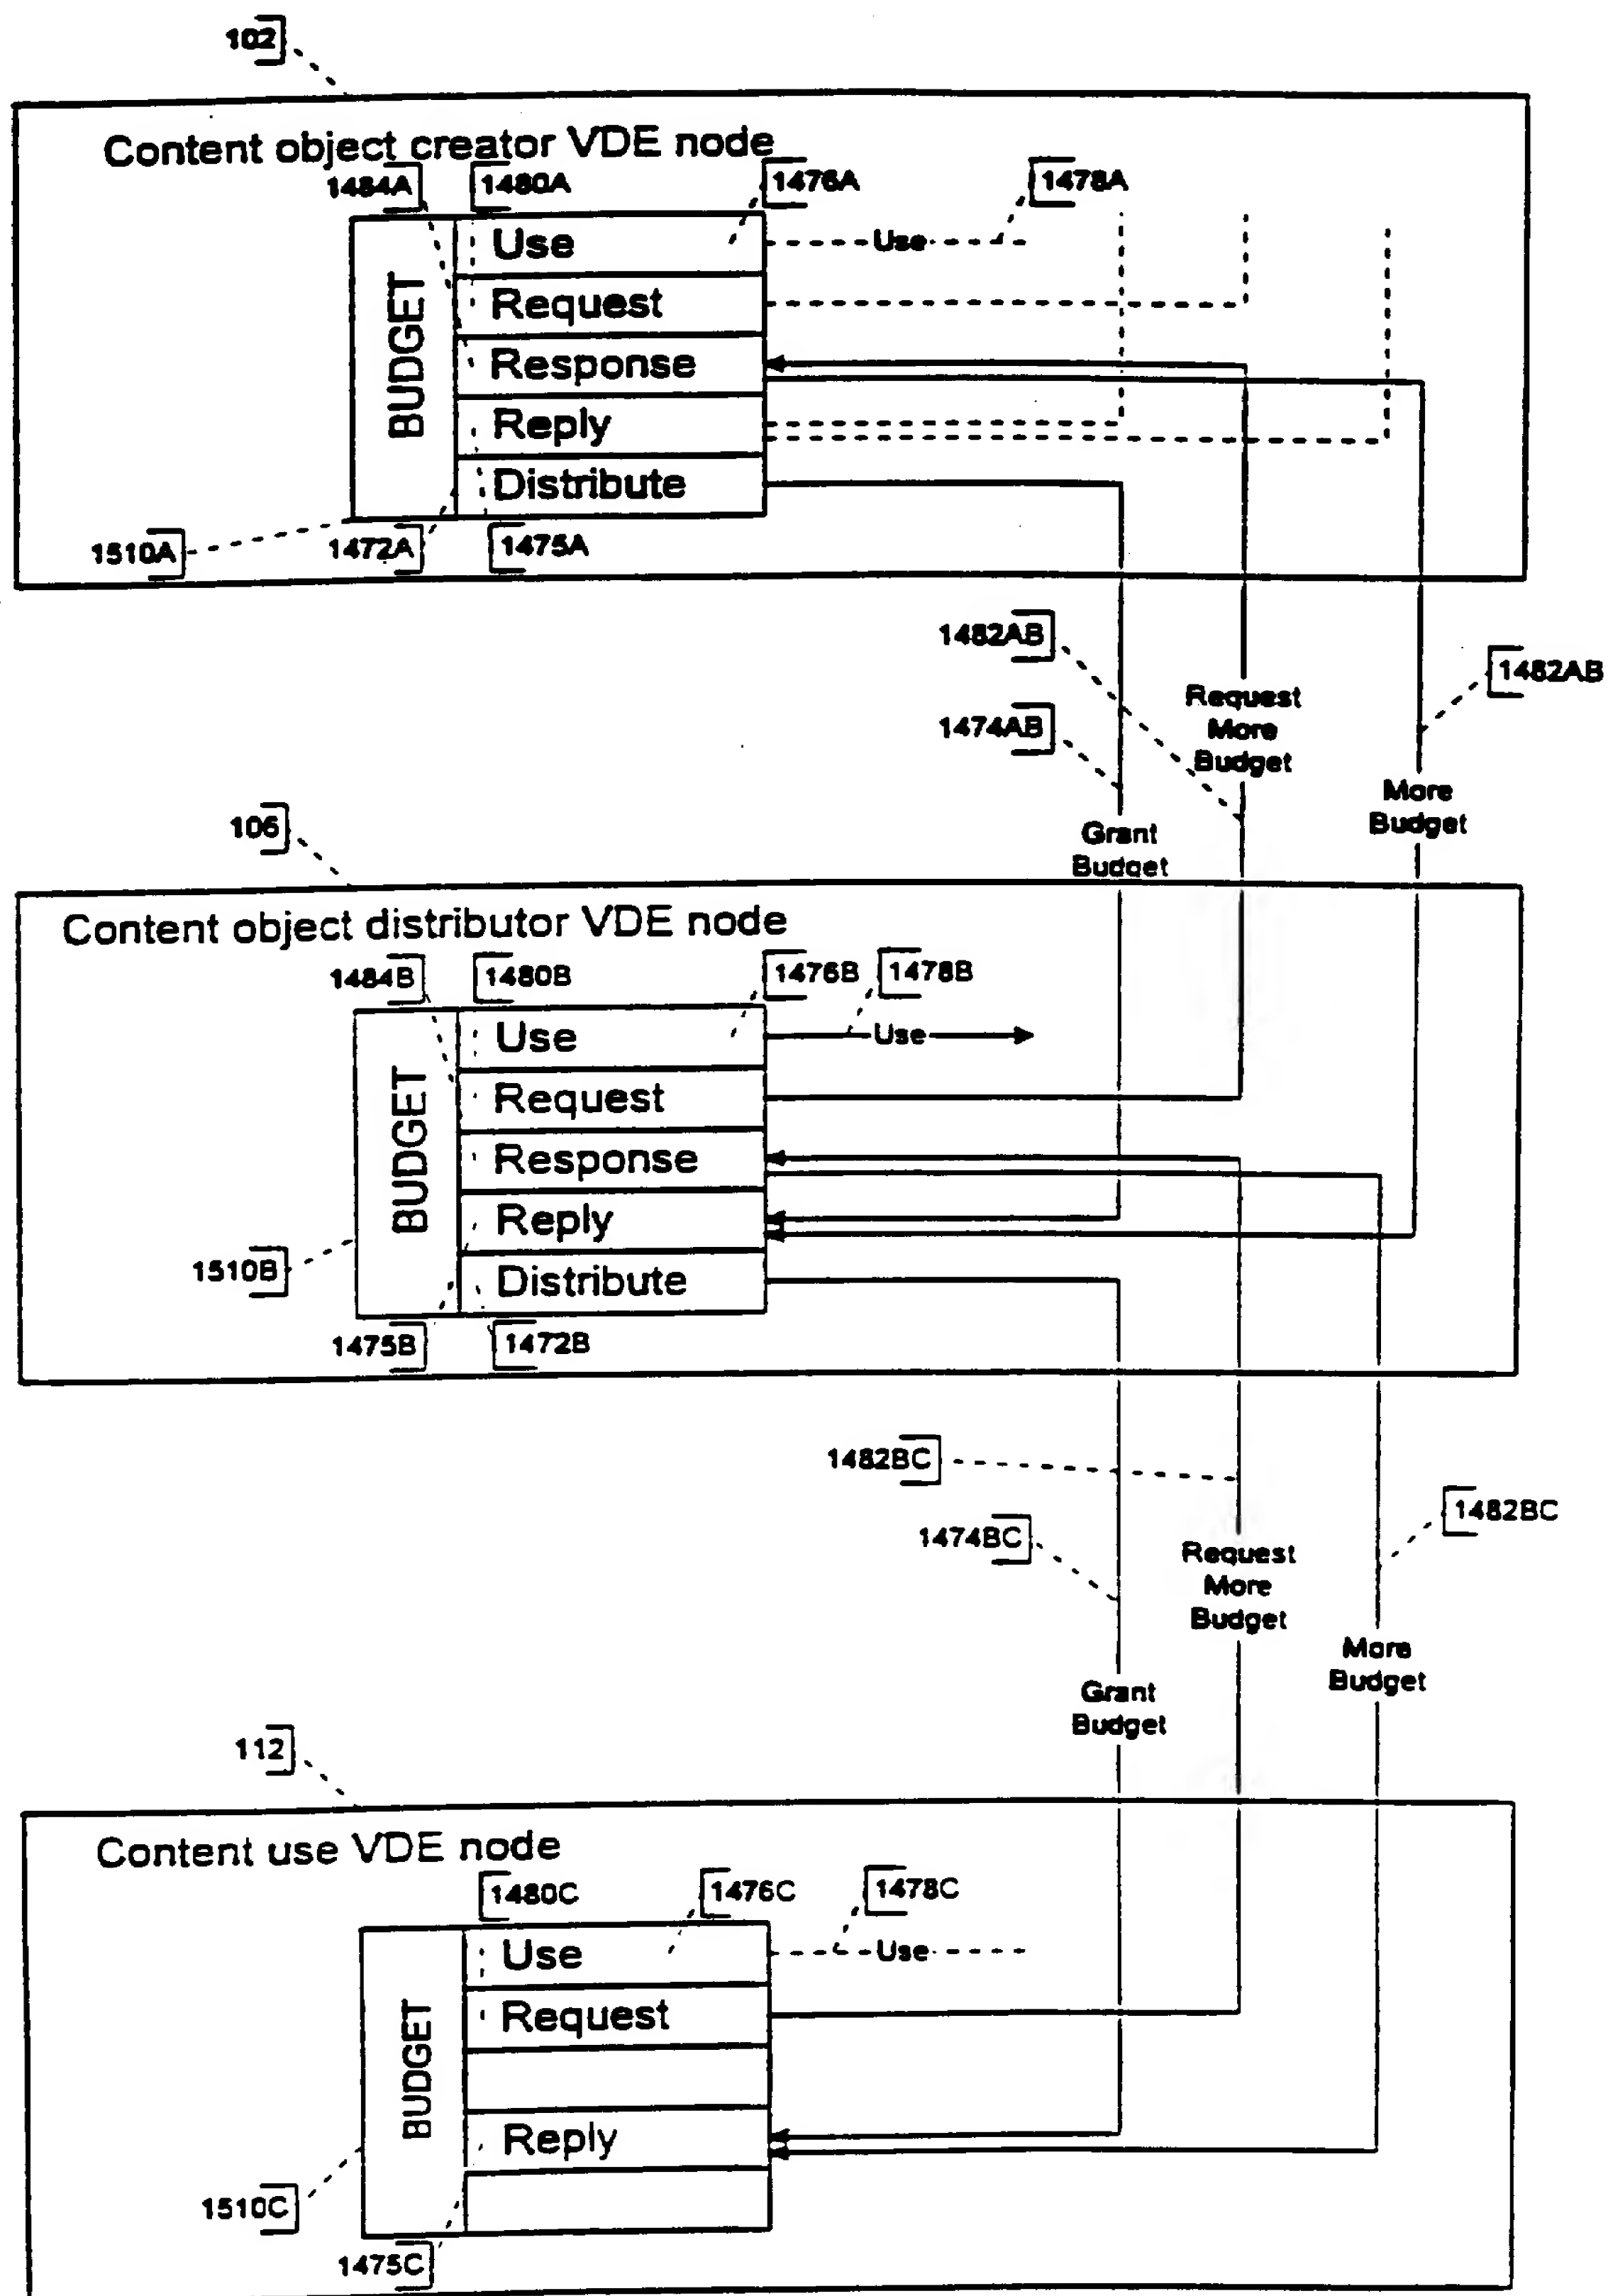 102
Content object creator VDE node
1484A
1480A
1476A
1478A
BUDGET
Use
Use
Request
Response
Reply
Distribute
1510A
1472A
1475A
1482AB
1482AB
Request
More
Budget
1474AB
More
Budget
Grant
Budget
106
Content object distributor VDE node
1484B
1480B
1476B
1478B
BUDGET
Use
Use
Request
Response
Reply
Distribute
1510B
1475B
1472B
1482BC
1482BC
1474BC
Request
More
Budget
More
Budget
Grant
Budget
112
Content use VDE node
1480C
1476C
1478C
BUDGET
Use
Use
Request
Reply
1510C
1475C